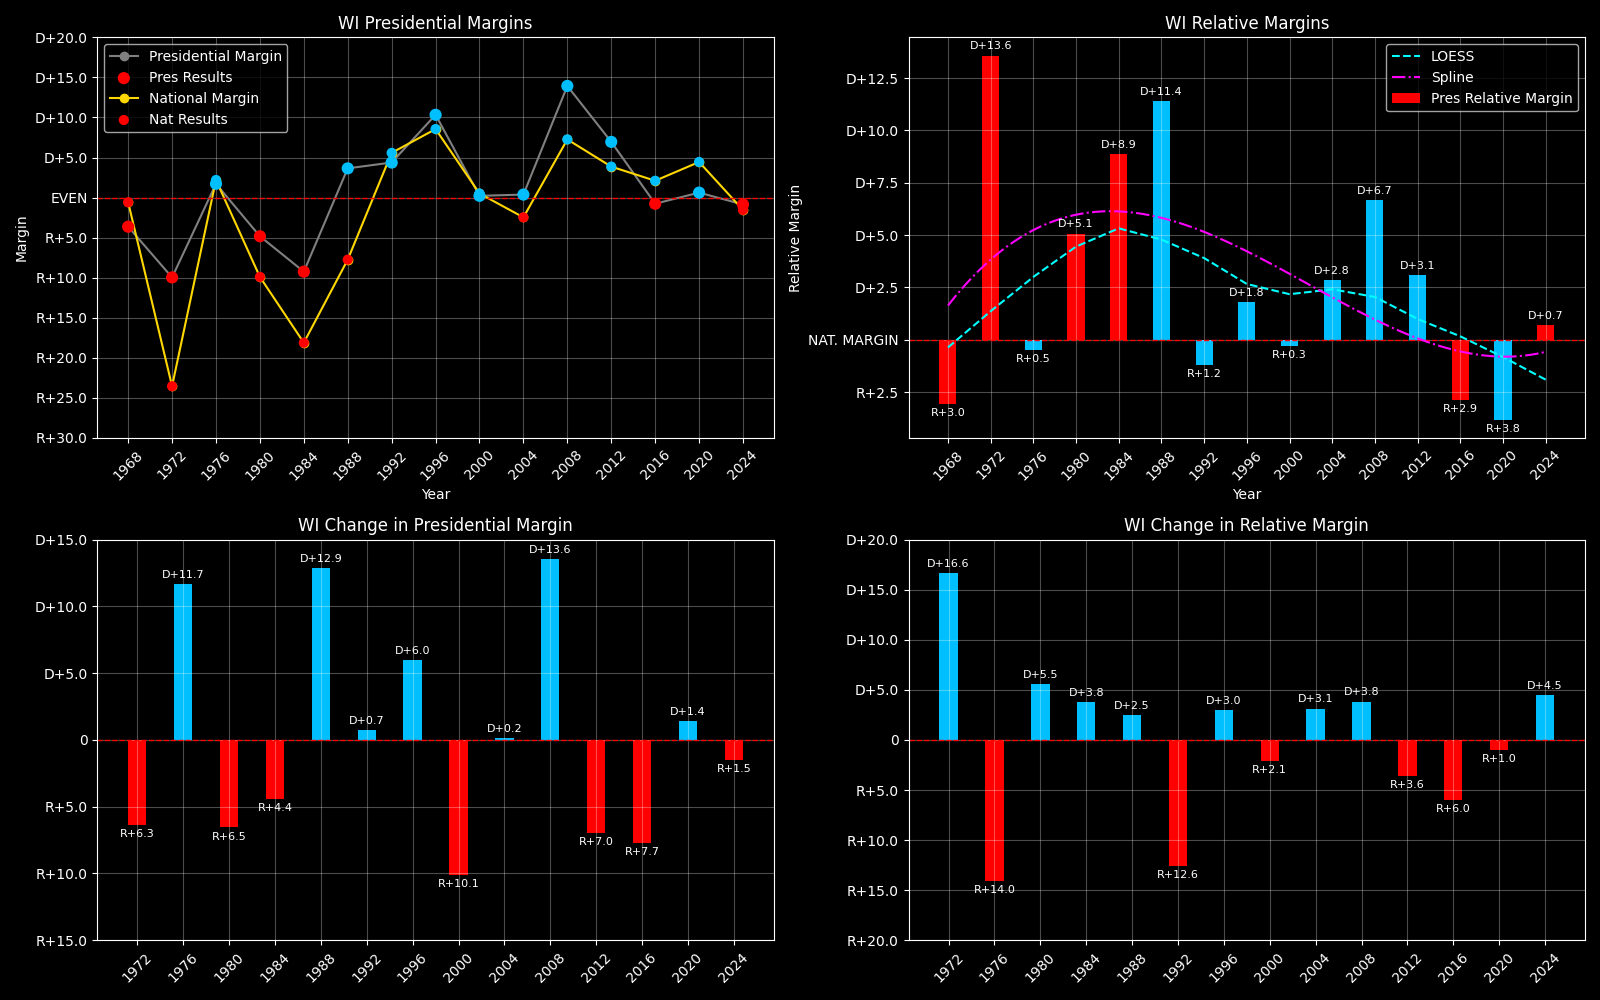 WI Presidential Margins
D+20.0
D+15.0
D+10.0
D+5.0
EVEN
R+5.0
R+10.0
R+15.0
R+20.0
R+25.0
R+30.0
Margin
Presidential Margin
Pres Results
National Margin
Nat Results
1968 1972 1976 1980 1984 1988 1992 1996 2000 2004 2008 2012 2016 2020 2024
Year
WI Relative Margins
D+12.5
D+10.0
D+7.5
D+5.0
D+2.5
NAT. MARGIN
R+2.5
Relative Margin
LOESS
Spline
Pres Relative Margin
R+3.0 D+13.6 R+0.5 D+5.1 D+8.9 D+11.4 R+1.2 D+1.8 R+0.3 D+2.8 D+6.7 D+3.1 R+2.9 R+3.8 D+0.7
1968 1972 1976 1980 1984 1988 1992 1996 2000 2004 2008 2012 2016 2020 2024
Year
WI Change in Presidential Margin
D+15.0
D+10.0
D+5.0
0
R+5.0
R+10.0
R+15.0
R+6.3 D+11.7 R+6.5 R+4.4 D+12.9 D+0.7 D+6.0 R+10.1 D+0.2 D+13.6 R+7.0 R+7.7 D+1.4 R+1.5
1972 1976 1980 1984 1988 1992 1996 2000 2004 2008 2012 2016 2020 2024
WI Change in Relative Margin
D+20.0
D+15.0
D+10.0
D+5.0
0
R+5.0
R+10.0
R+15.0
R+20.0
D+16.6 R+14.0 D+5.5 D+3.8 D+2.5 R+12.6 D+3.0 R+2.1 D+3.1 D+3.8 R+3.6 R+6.0 R+1.0 D+4.5
1972 1976 1980 1984 1988 1992 1996 2000 2004 2008 2012 2016 2020 2024